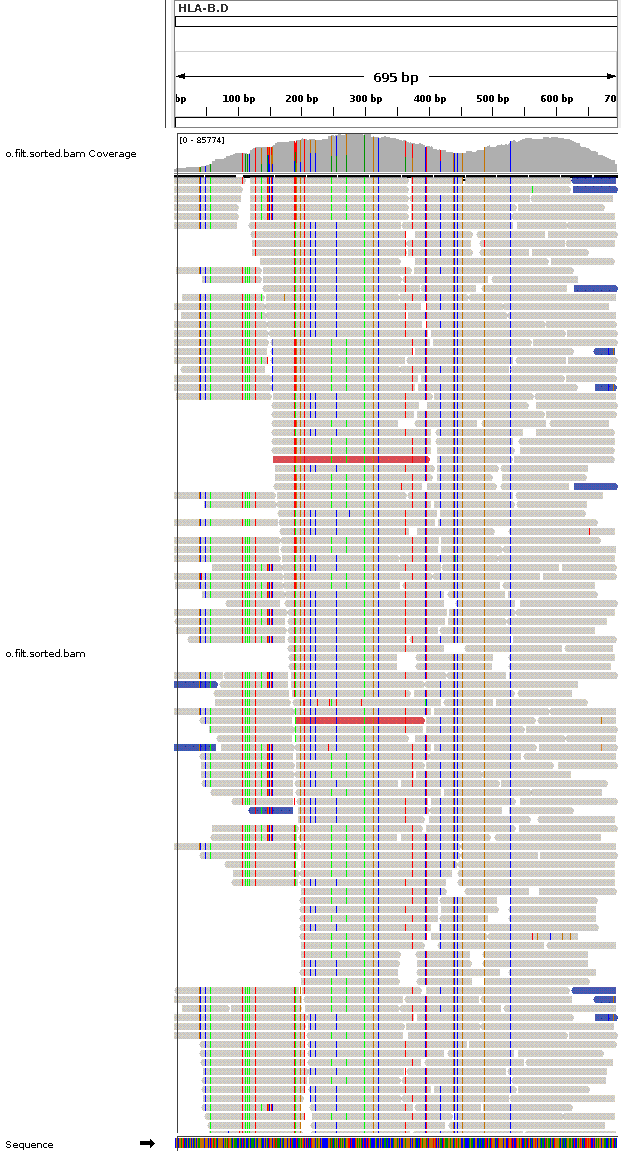 HLA-B.D
695 bp
bp 100 bp 200 bp 300 bp 400 bp 500 bp 600 bp 70
[0 - 85774]
o.filt.sorted.bam Coverage
o.filt.sorted.bam
Sequence